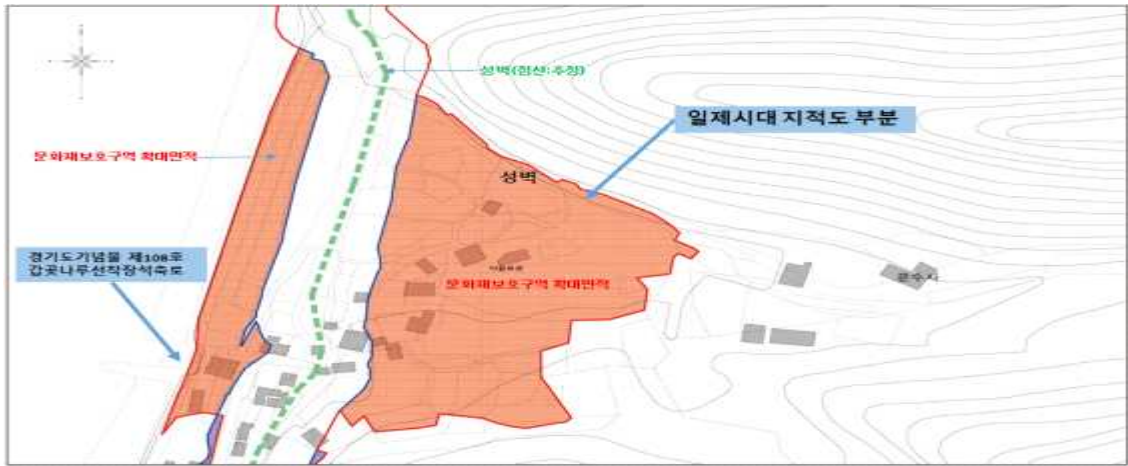 성벽(점선:추정)
일제시대 지적도 부분
문화재보호구역 확대면적
성벽
경기도기념물 제108호
갑곶나루선착장석축로
문화재보호구역 확대면적
문수사